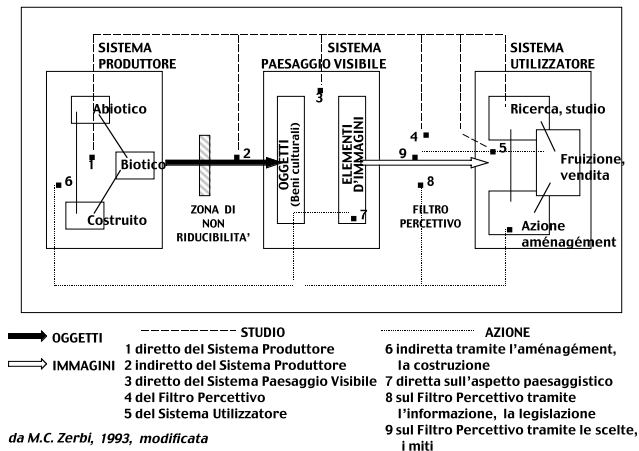 SISTEMA
PRODUTTORE
SISTEMA
PAESAGGIO VISIBILE
SISTEMA
UTILIZZATORE
Abiotico
Biotico
Costruito
1
6
2
ZONA DI
NON
RIDUCIBILITA'
3
OGGETTI
(Beni culturali)
ELEMENTI
D'IMMAGINI
7
4
9
8
FILTRO
PERCETTIVO
5
Ricerca, studio
Fruizione,
vendita
Azione
aménagément
OGGETTI
IMMAGINI
STUDIO
1 diretto del Sistema Produttore
2 indiretto del Sistema Produttore
3 diretto del Sistema Paesaggio Visibile
4 del Filtro Percettivo
5 del Sistema Utilizzatore
AZIONE
6 indiretta tramite l'aménagément,
la costruzione
7 diretta sull'aspetto paesaggistico
8 sul Filtro Percettivo tramite
l'informazione, la legislazione
9 sul Filtro Percettivo tramite le scelte,
i miti
da M.C. Zerbi, 1993, modificata